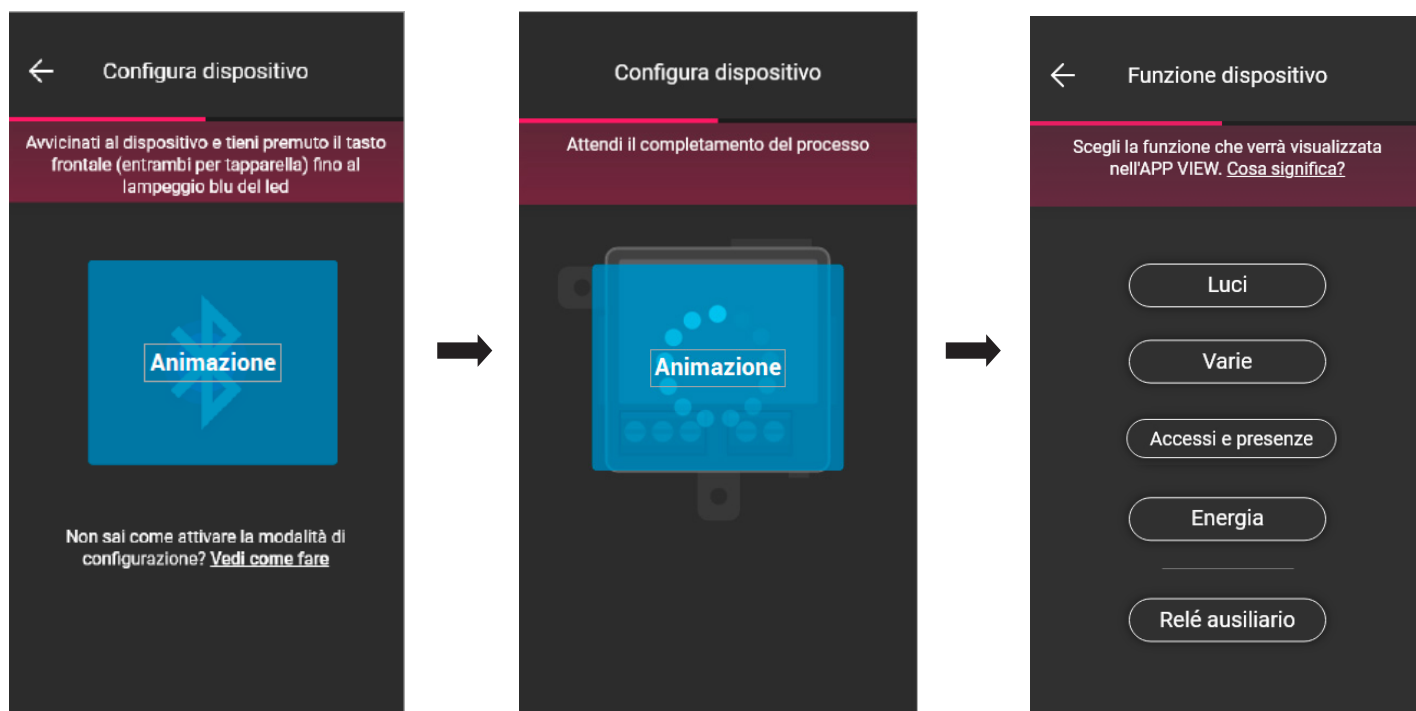 Configura dispositivo
Avvicinati al dispositivo e tieni premuto il tasto
frontale (entrambi per tapparella) fino al
lampeggio blu del led
Animazione
Non sai come attivare la modalità di
configurazione? Vedi come fare
Configura dispositivo
Attendi il completamento del processo
Animazione
Funzione dispositivo
Scegli la funzione che verrà visualizzata
nell'APP VIEW. Cosa significa?
Luci
Varie
Accessi e presenze
Energia
Relé ausiliario